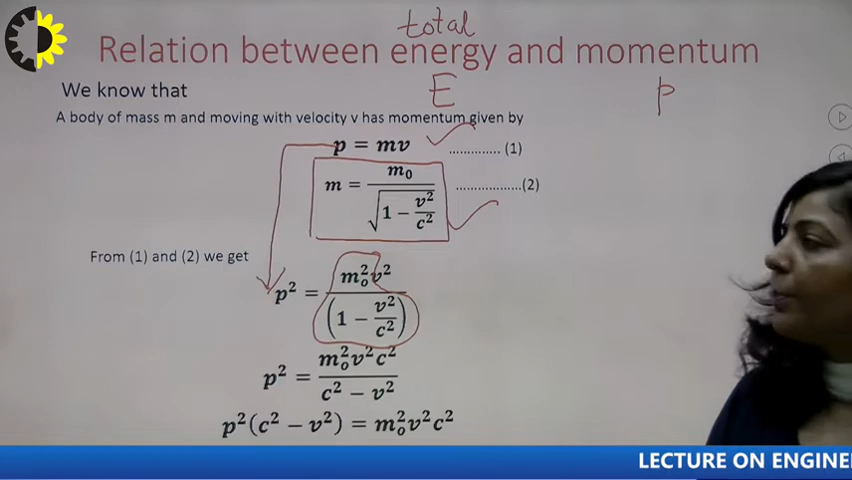 total
Relation between energy and momentum
We know that
E p
A body of mass m and moving with velocity v has momentum given by
p = mv ............. (1)
m = m₀ / √(1 − v²/c²) ..................(2)
From (1) and (2) we get
p² = m₀²v² / (1 − v²/c²)
p² = m₀²v²c² / (c² − v²)
p²(c² − v²) = m₀²v²c²
LECTURE ON ENGINEE